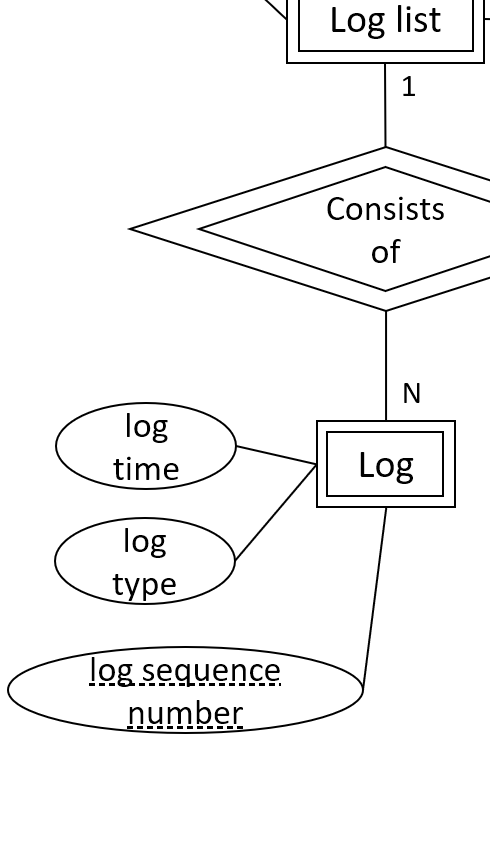 Log list
1
Consists
of
N
log
time
Log
log
type
log sequence
number